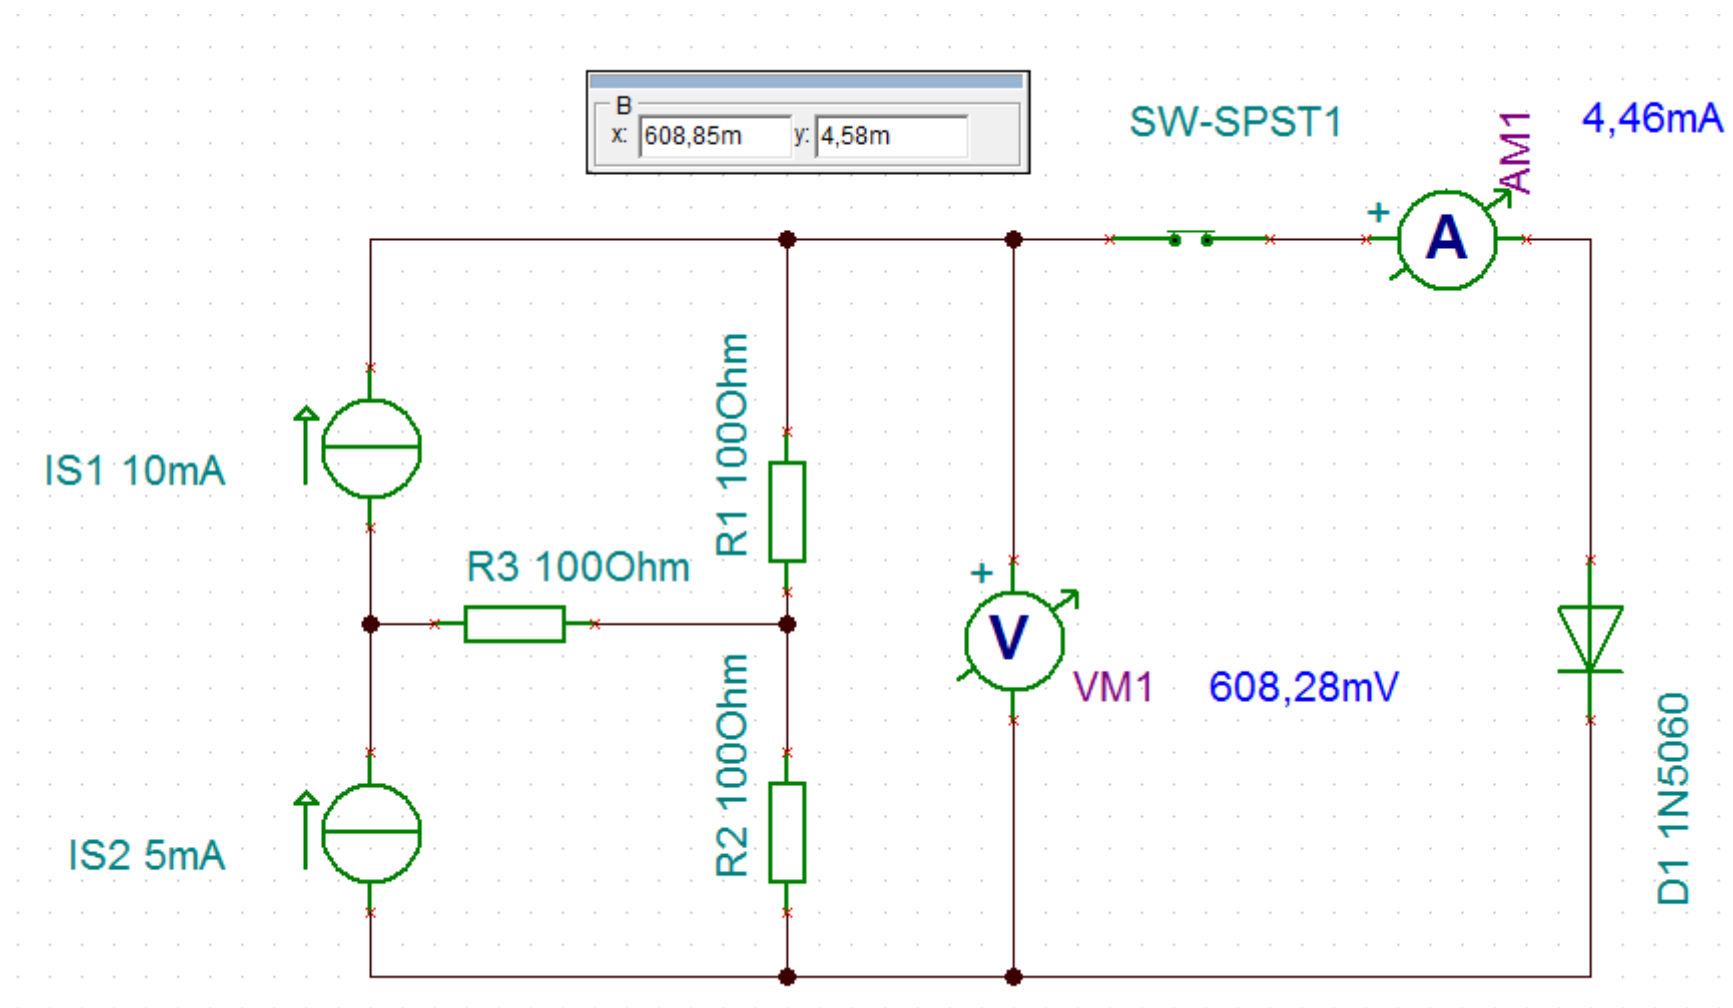 B
x: 608,85m y: 4,58m
SW-SPST1
AM1
4,46mA
+
A
IS1 10mA
R1 100Ohm
R3 100Ohm
+
V
VM1 608,28mV
R2 100Ohm
IS2 5mA
D1 1N5060